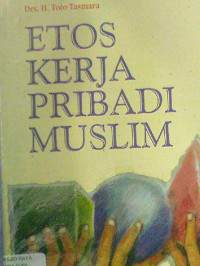 Drs. H. Toto Tasmara
ETOS
KERJA
PRIBADI
MUSLIM